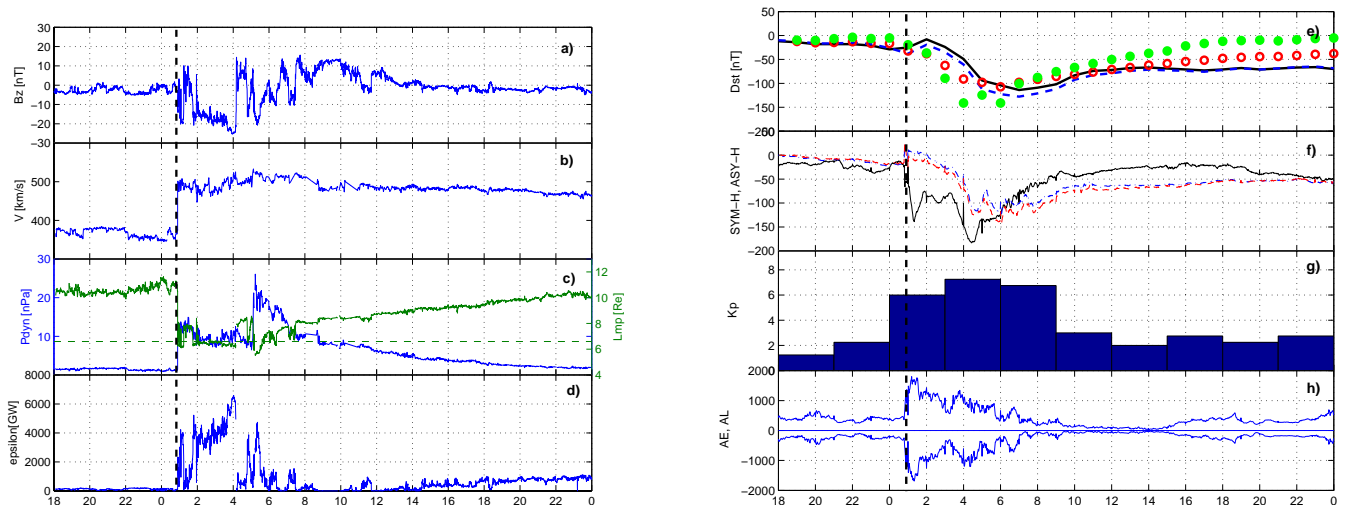 30
20
10
0
−10
−20
−30
Bz [nT]
a)
500
400
V [km/s]
b)
30
20
10
Pdyn [nPa]
c)
12
10
8
6
4
Lmp [Re]
8000
6000
4000
2000
0
epsilon[GW]
d)
18 20 22 0 2 4 6 8 10 12 14 16 18 20 22 0
50
0
−50
−100
−150
Dst [nT]
e)
0
−50
−100
−150
−200
SYM−H, ASY−H
f)
8
6
4
2
Kp
g)
2000
1000
0
−1000
−2000
AE, AL
h)
18 20 22 0 2 4 6 8 10 12 14 16 18 20 22 0